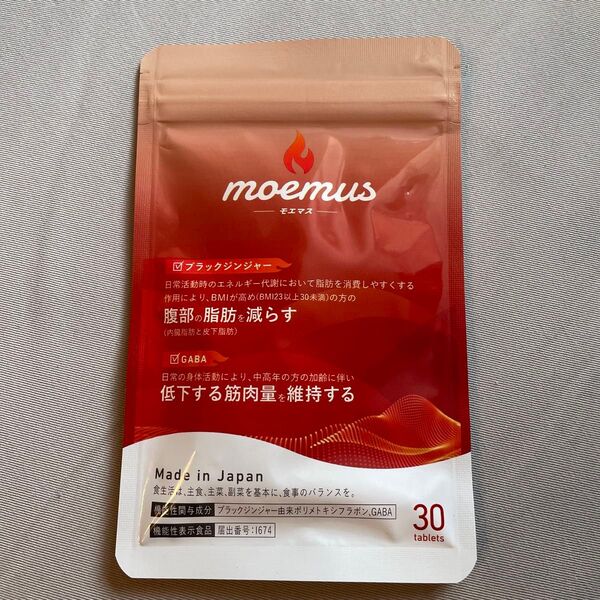 moemus
モエマス
ブラックジンジャー
日常活動時のエネルギー代謝において脂肪を消費しやすくする
作用により、BMIが高め(BMI23以上30未満)の方の
腹部の脂肪を減らす
(内臓脂肪と皮下脂肪)
GABA
日常の身体活動により、中高年の方の加齢に伴い
低下する筋肉量を維持する
Made in Japan
食生活は、主食、主菜、副菜を基本に、食事のバランスを。
機能性関与成分 ブラックジンジャー由来ポリメトキシフラボン、GABA
機能性表示食品 届出番号:I674
30
tablets